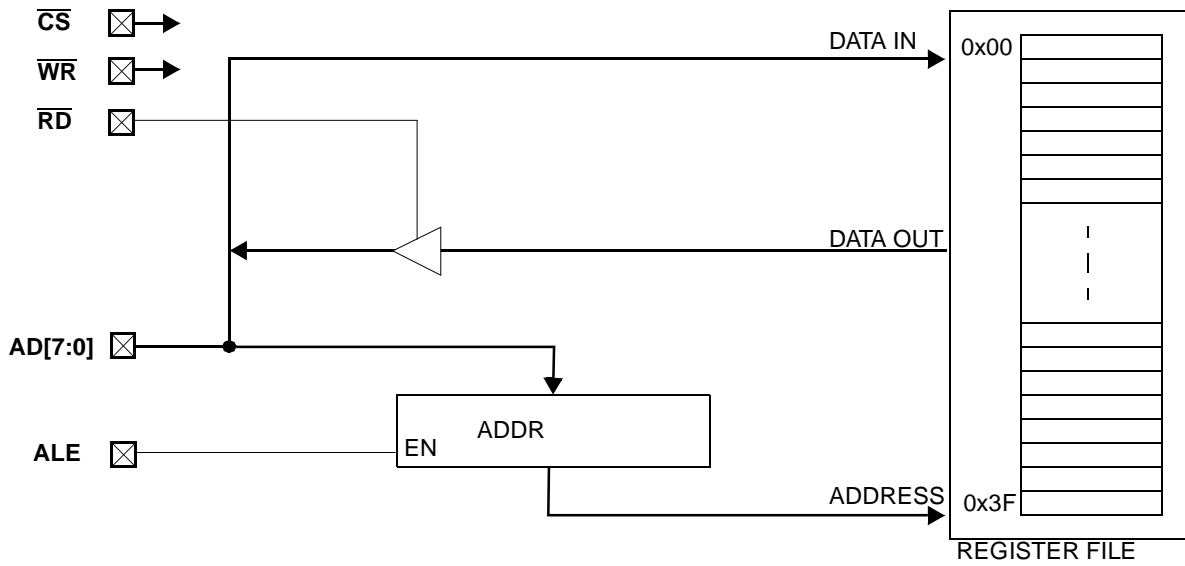 CS
WR
RD
AD[7:0]
ALE
DATA IN
DATA OUT
ADDR
EN
ADDRESS
0x00
0x3F
REGISTER FILE